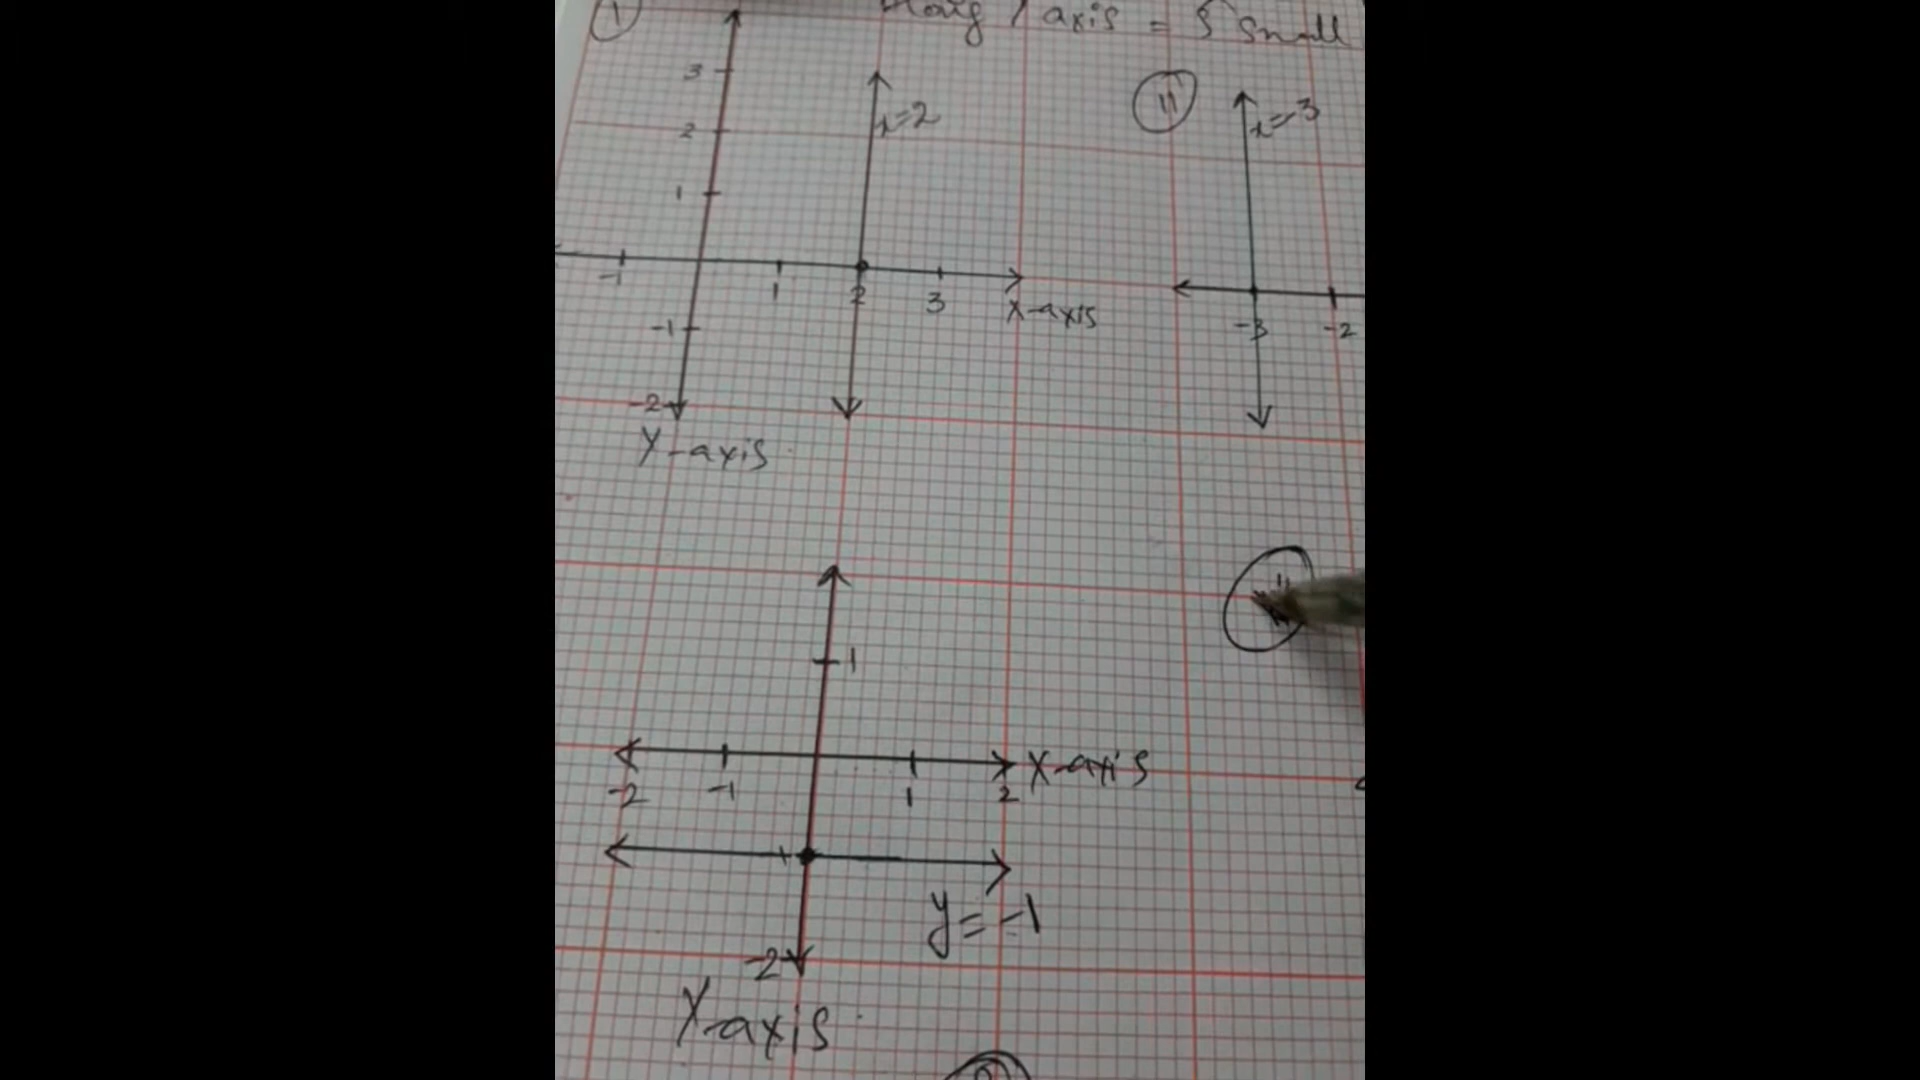 I
axis = 5 small
3
2
x=2
II
x=-3
1
-1 1 2 3
X-axis
-3 -2
-1
-2
Y-axis
1
X-axis
-2 -1 1 2
y=-1
-2
Y-axis